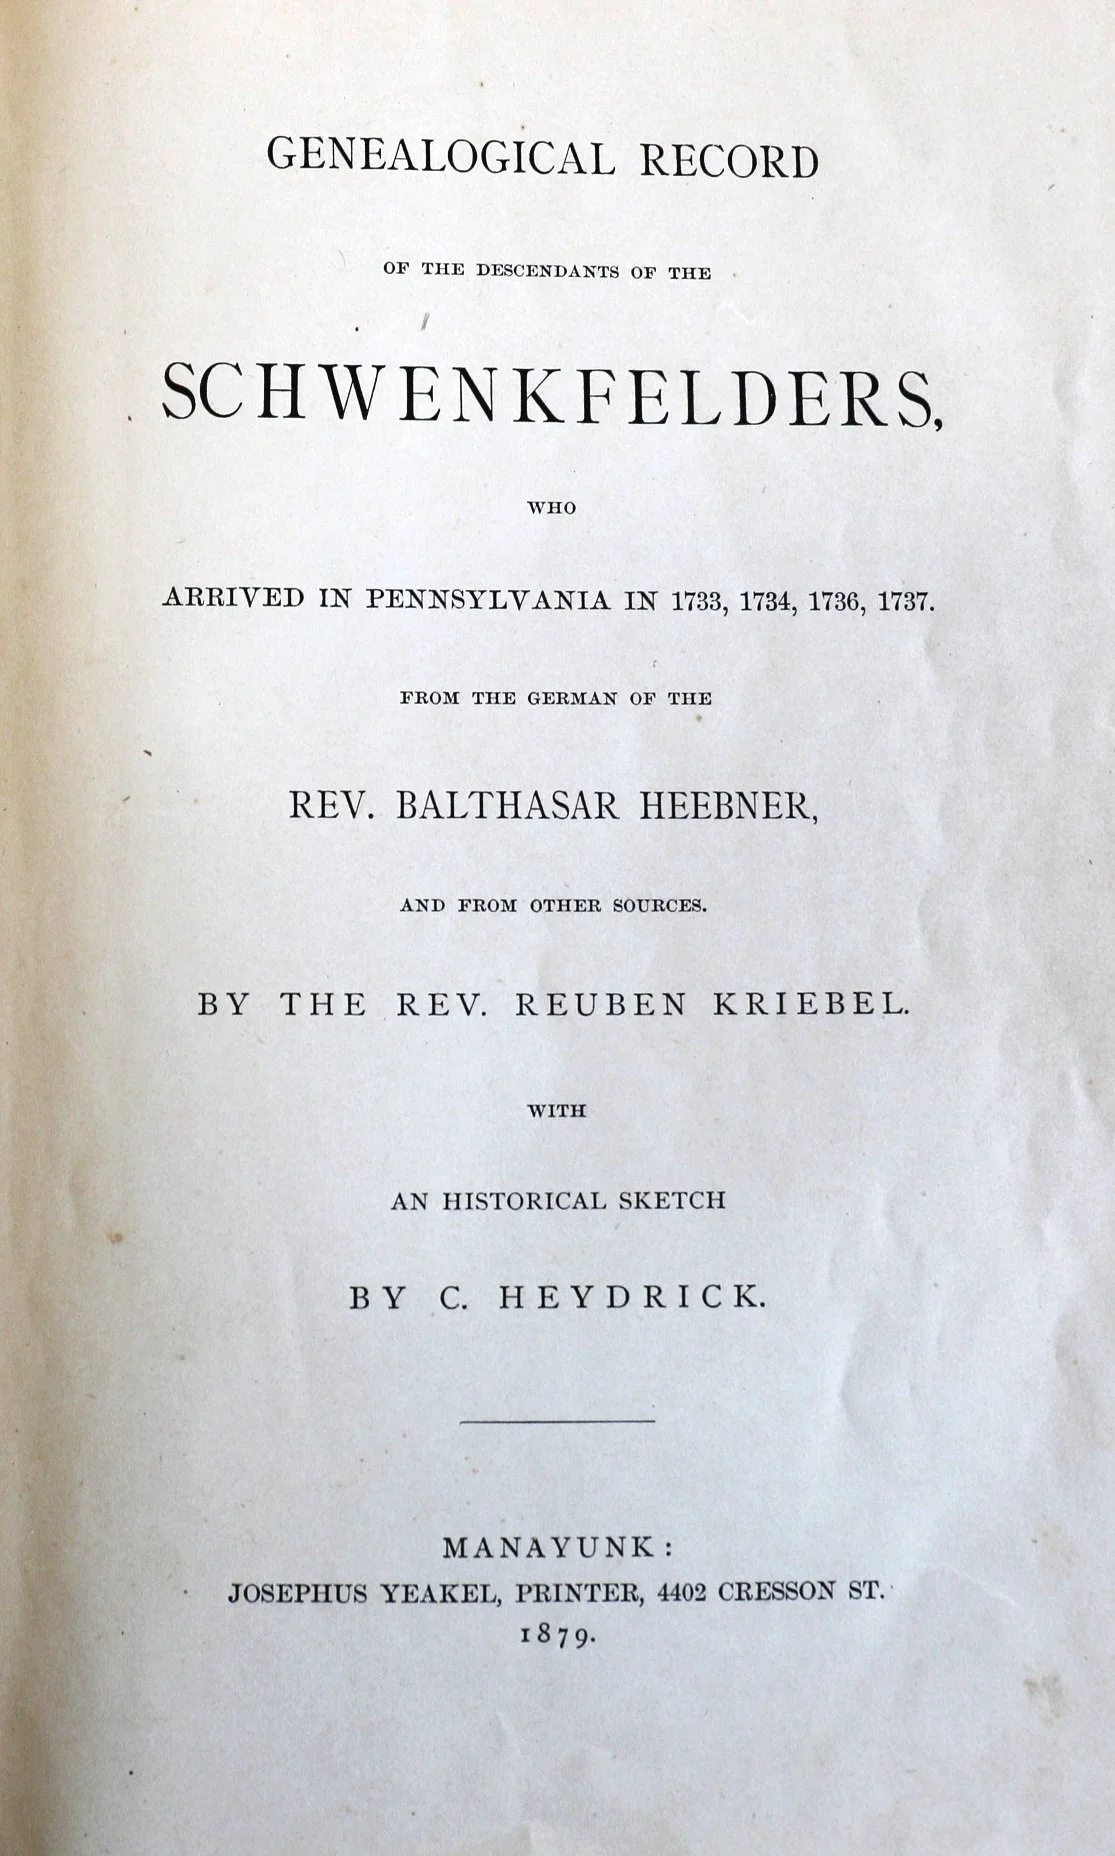 GENEALOGICAL RECORD
OF THE DESCENDANTS OF THE
SCHWENKFELDERS,
WHO
ARRIVED IN PENNSYLVANIA IN 1733, 1734, 1736, 1737.
FROM THE GERMAN OF THE
REV. BALTHASAR HEEBNER,
AND FROM OTHER SOURCES.
BY THE REV. REUBEN KRIEBEL.
WITH
AN HISTORICAL SKETCH
BY C. HEYDRICK.
MANAYUNK:
JOSEPHUS YEAKEL, PRINTER, 4402 CRESSON ST.
1879.